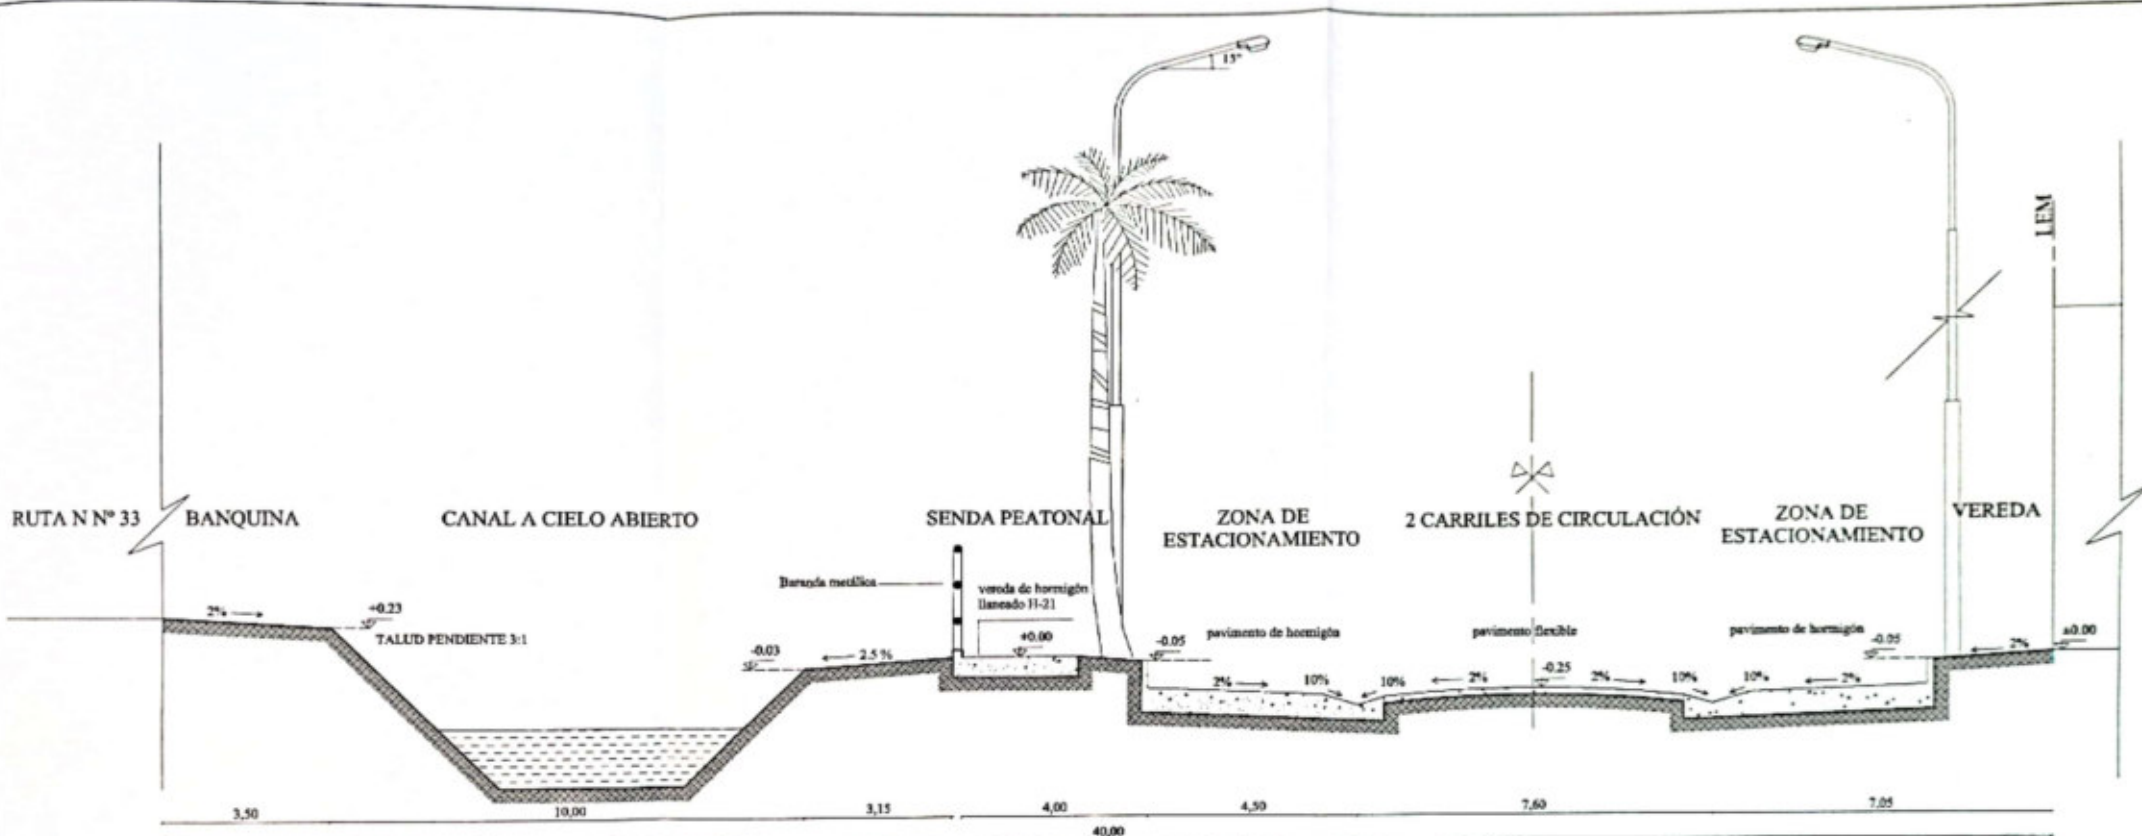 15°
LEM
RUTA N Nº 33
BANQUINA
CANAL A CIELO ABIERTO
SENDA PEATONAL
ZONA DE
ESTACIONAMIENTO
2 CARRILES DE CIRCULACIÓN
ZONA DE
ESTACIONAMIENTO
VEREDA
Baranda metálica
vereda de hormigón
llaneado H-21
2%
+0.23
TALUD PENDIENTE 3:1
-0.03
2.5 %
±0.00
-0.05
pavimento de hormigón
pavimento flexible
pavimento de hormigón
-0.05
2%
±0.00
2%
10%
10%
2%
-0.25
2%
10%
10%
2%
3,50
10,00
3,15
4,00
4,50
7,60
7,05
40,00